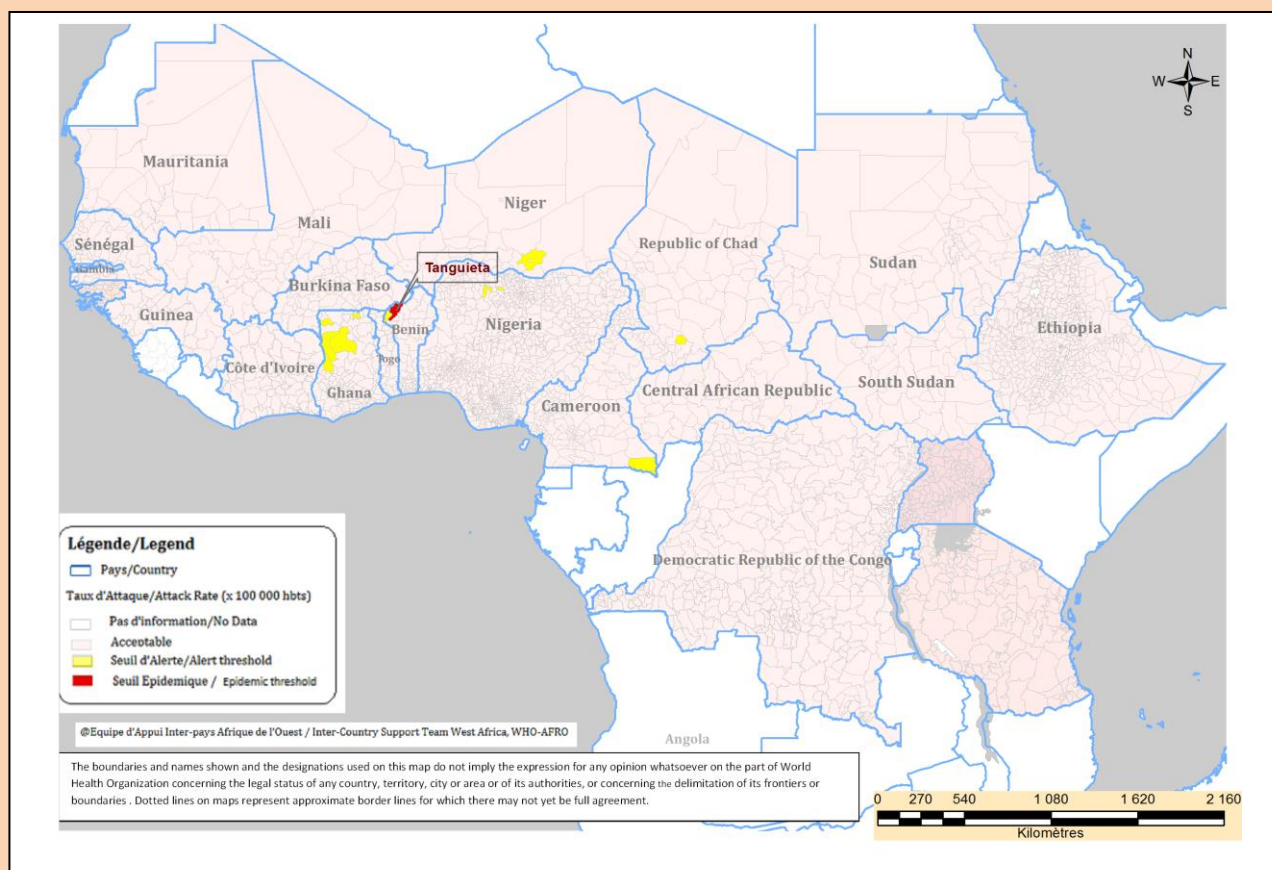 N
W E
S
Mauritania
Mali
Niger
Republic of Chad
Sudan
Sénégal
Gambia
Tanguieta
Burkina Faso
Guinea
Benin
Nigeria
Ethiopia
Côte d'Ivoire
Togo
Ghana
Cameroon
Central African Republic
South Sudan
Democratic Republic of the Congo
Angola
Légende/Legend
Pays/Country
Taux d'Attaque/Attack Rate (x 100 000 hbts)
Pas d'information/No Data
Acceptable
Seuil d'Alerte/Alert threshold
Seuil Epidemique / Epidemic threshold
@Equipe d'Appui Inter-pays Afrique de l'Ouest / Inter-Country Support Team West Africa, WHO-AFRO
The boundaries and names shown and the designations used on this map do not imply the expression for any opinion whatsoever on the part of World
Health Organization concerning the legal status of any country, territory, city or area or of its authorities, or concerning the delimitation of its frontiers or
boundaries . Dotted lines on maps represent approximate border lines for which there may not yet be full agreement.
0 270 540 1 080 1 620 2 160
Kilomètres